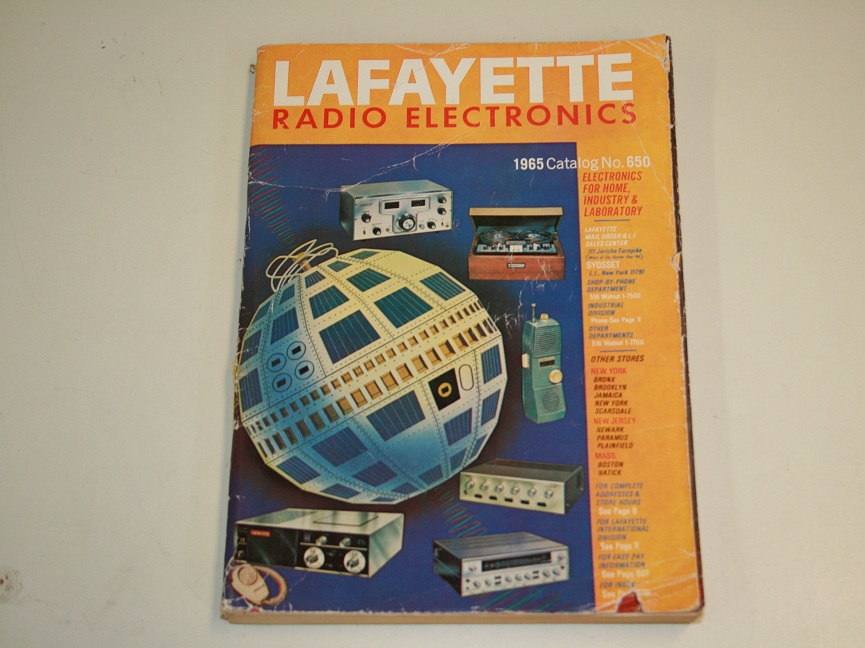 LAFAYETTE
RADIO ELECTRONICS
1965 Catalog No. 650
ELECTRONICS
FOR HOME,
INDUSTRY &
LABORATORY
LAFAYETTE
MAIL ORDER & L.I.
SALES CENTER
111 Jericho Turnpike
SYOSSET
L.I., New York 11791
SHOP-BY-PHONE
DEPARTMENT
516 Walnut 1-7500
INDUSTRIAL
DIVISION
Phone-See Page
OTHER
DEPARTMENTS
516 Walnut 1-7700
OTHER STORES
NEW YORK
BRONX
BROOKLYN
JAMAICA
NEW YORK
SCARSDALE
NEW JERSEY
NEWARK
PARAMUS
PLAINFIELD
MASS.
BOSTON
NATICK
FOR COMPLETE
ADDRESSES &
STORE HOURS
See Page
FOR LAFAYETTE
INTERNATIONAL
DIVISION
See Page
FOR EASY PAY
INFORMATION
See Page
FOR INDEX
See